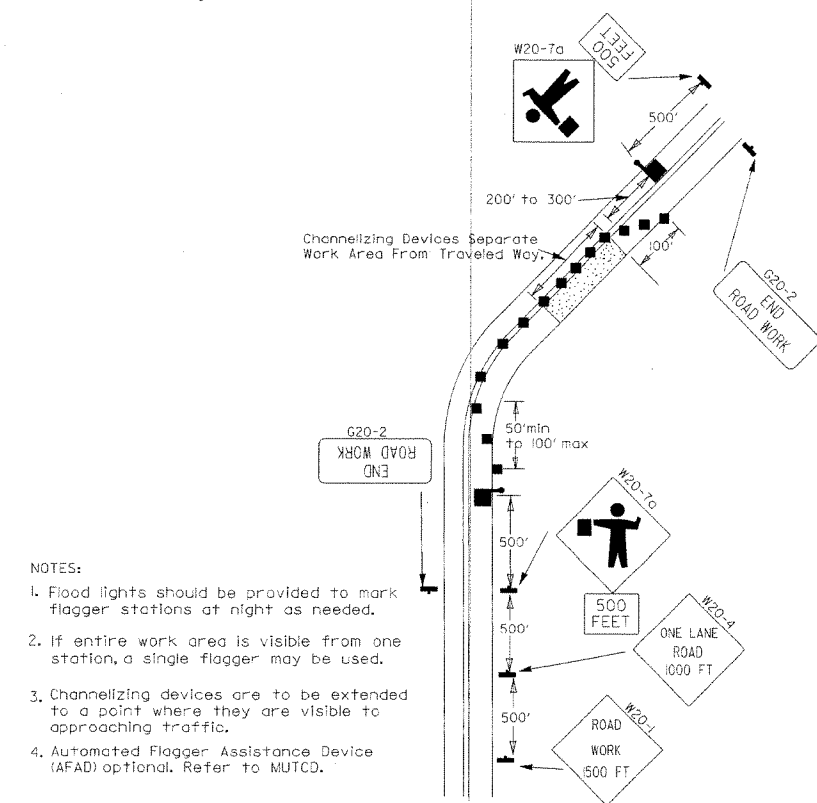 W20-7a
500
FEET
500'
200' to 300'
Channelizing Devices Separate
Work Area From Traveled Way.
100'
G20-2
END
ROAD WORK
G20-2
END
ROAD WORK
50'min
to 100' max
W20-7a
500'
500
FEET
500'
W20-4
ONE LANE
ROAD
1000 FT
500'
W20-1
ROAD
WORK
1500 FT
NOTES:
1. Flood lights should be provided to mark
flagger stations at night as needed.
2. If entire work area is visible from one
station, a single flagger may be used.
3. Channelizing devices are to be extended
to a point where they are visible to
approaching traffic.
4. Automated Flagger Assistance Device
(AFAD) optional. Refer to MUTCD.